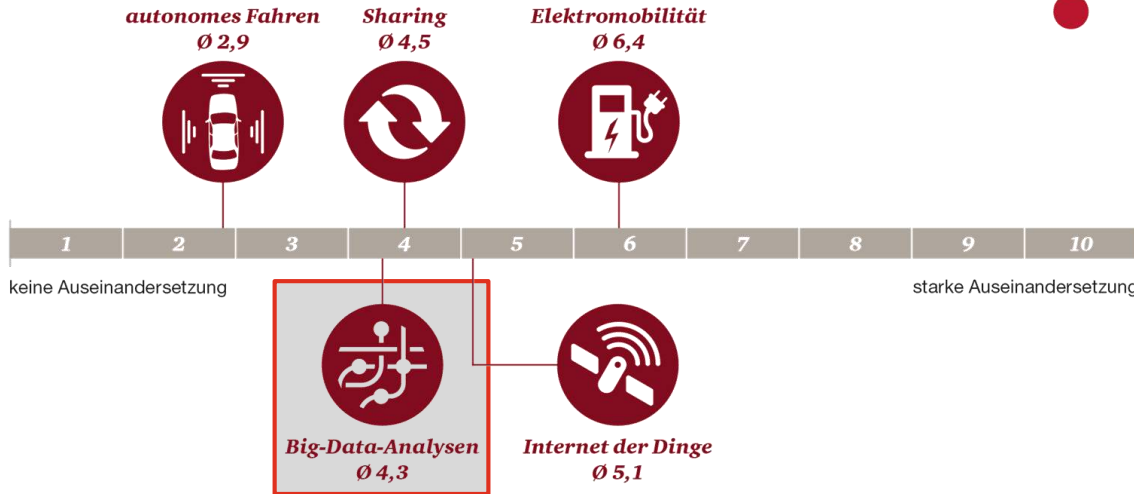 autonomes Fahren
Ø 2,9
Sharing
Ø 4,5
Elektromobilität
Ø 6,4
1 2 3 4 5 6 7 8 9 10
keine Auseinandersetzung
starke Auseinandersetzung
Big-Data-Analysen
Ø 4,3
Internet der Dinge
Ø 5,1